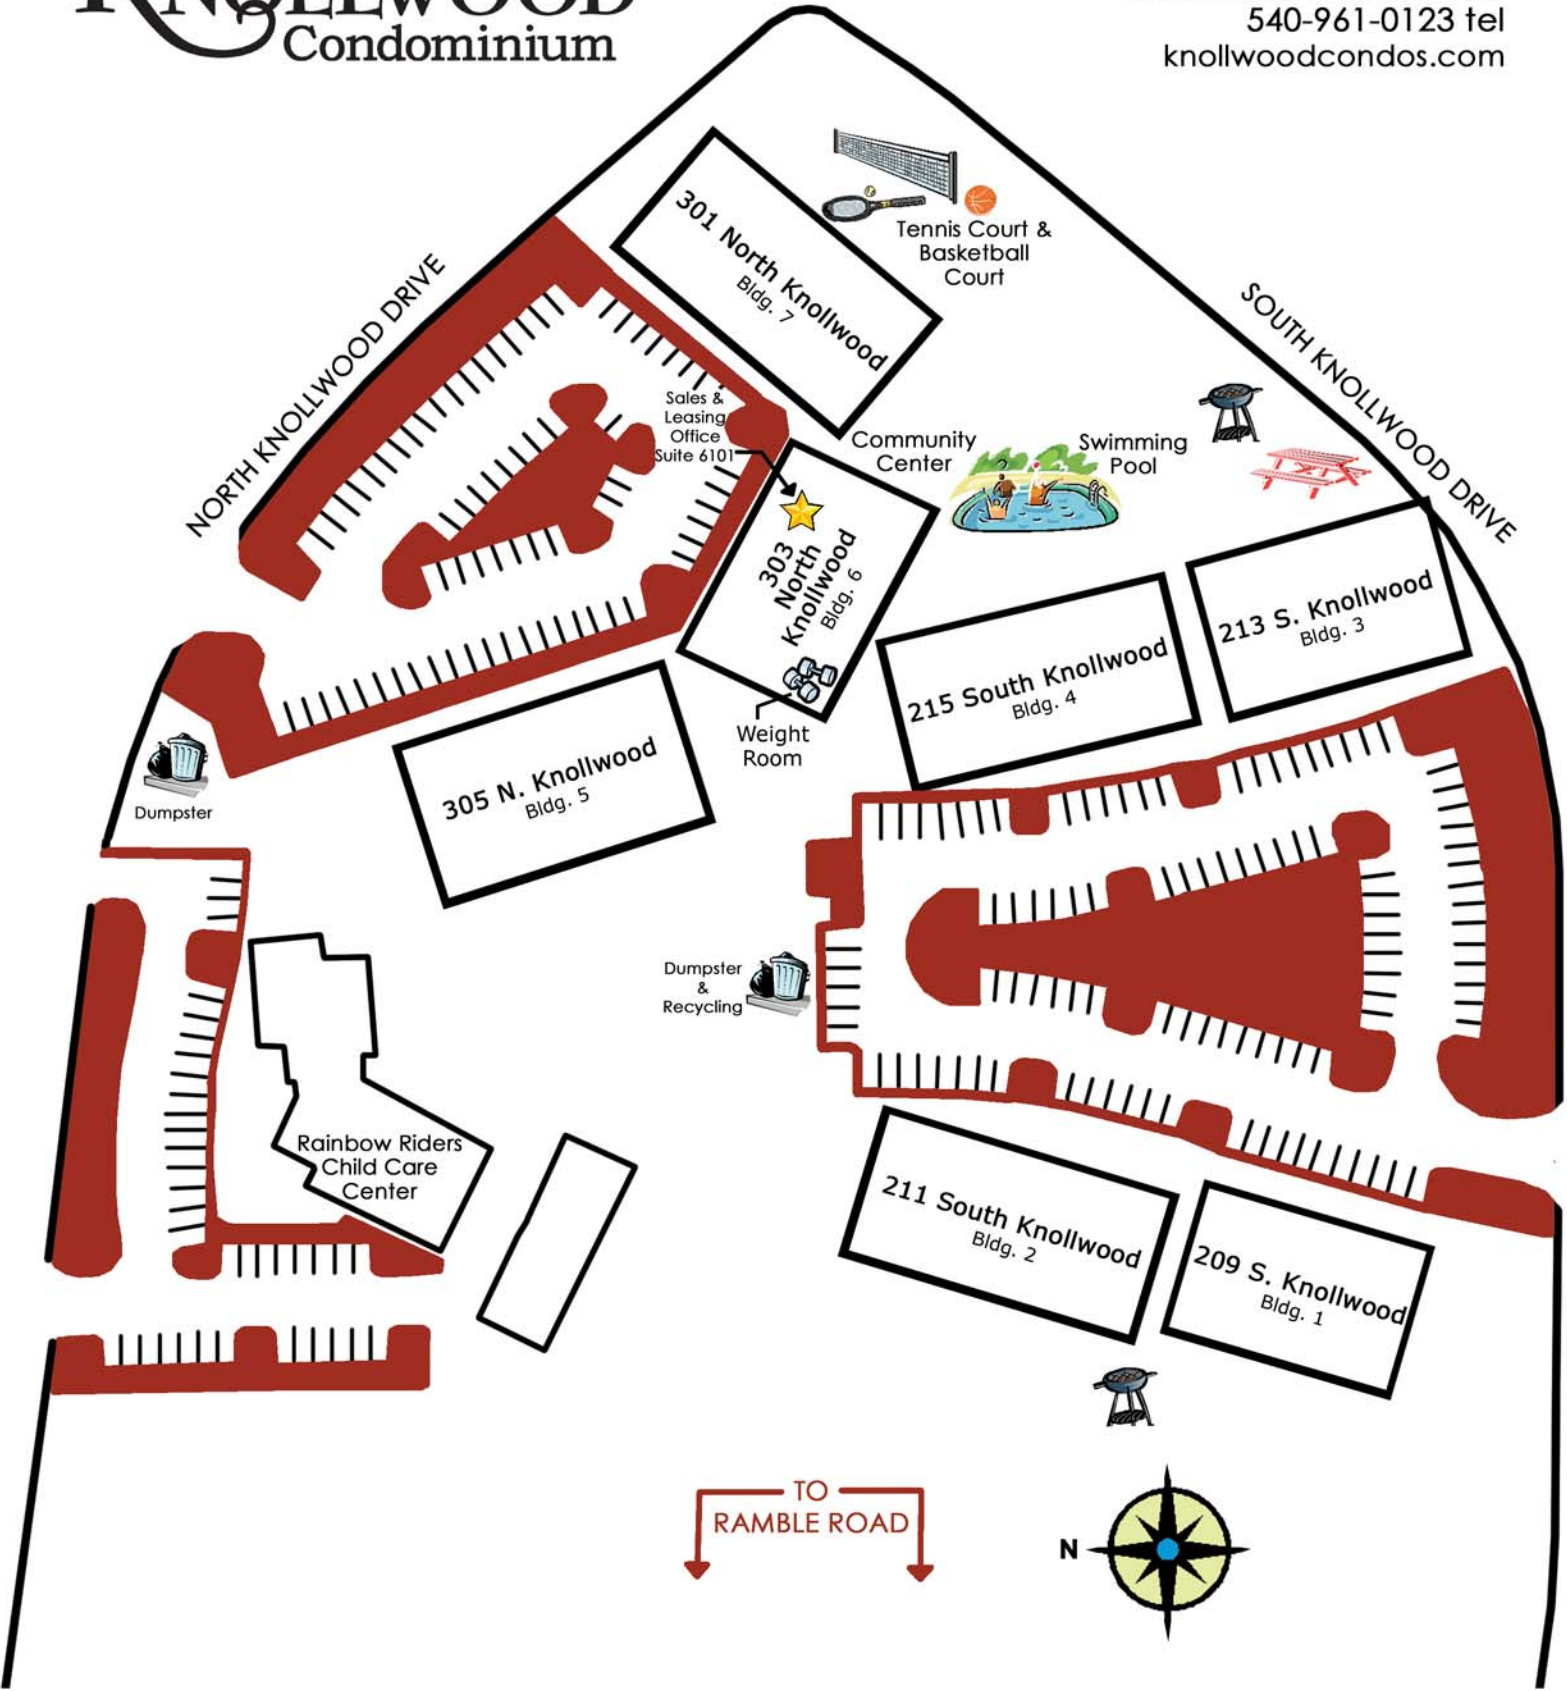 KNOLLWOOD
Condominium
540-961-0123 tel
knollwoodcondos.com
Tennis Court &
Basketball
Court
301 North Knollwood
Bldg. 7
NORTH KNOLLWOOD DRIVE
SOUTH KNOLLWOOD DRIVE
Sales &
Leasing
Office
Suite 6101
Community
Center
Swimming
Pool
303
North
Knollwood
Bldg. 6
213 S. Knollwood
Bldg. 3
215 South Knollwood
Bldg. 4
Weight
Room
305 N. Knollwood
Bldg. 5
Dumpster
Dumpster
&
Recycling
Rainbow Riders
Child Care
Center
211 South Knollwood
Bldg. 2
209 S. Knollwood
Bldg. 1
TO
RAMBLE ROAD
N